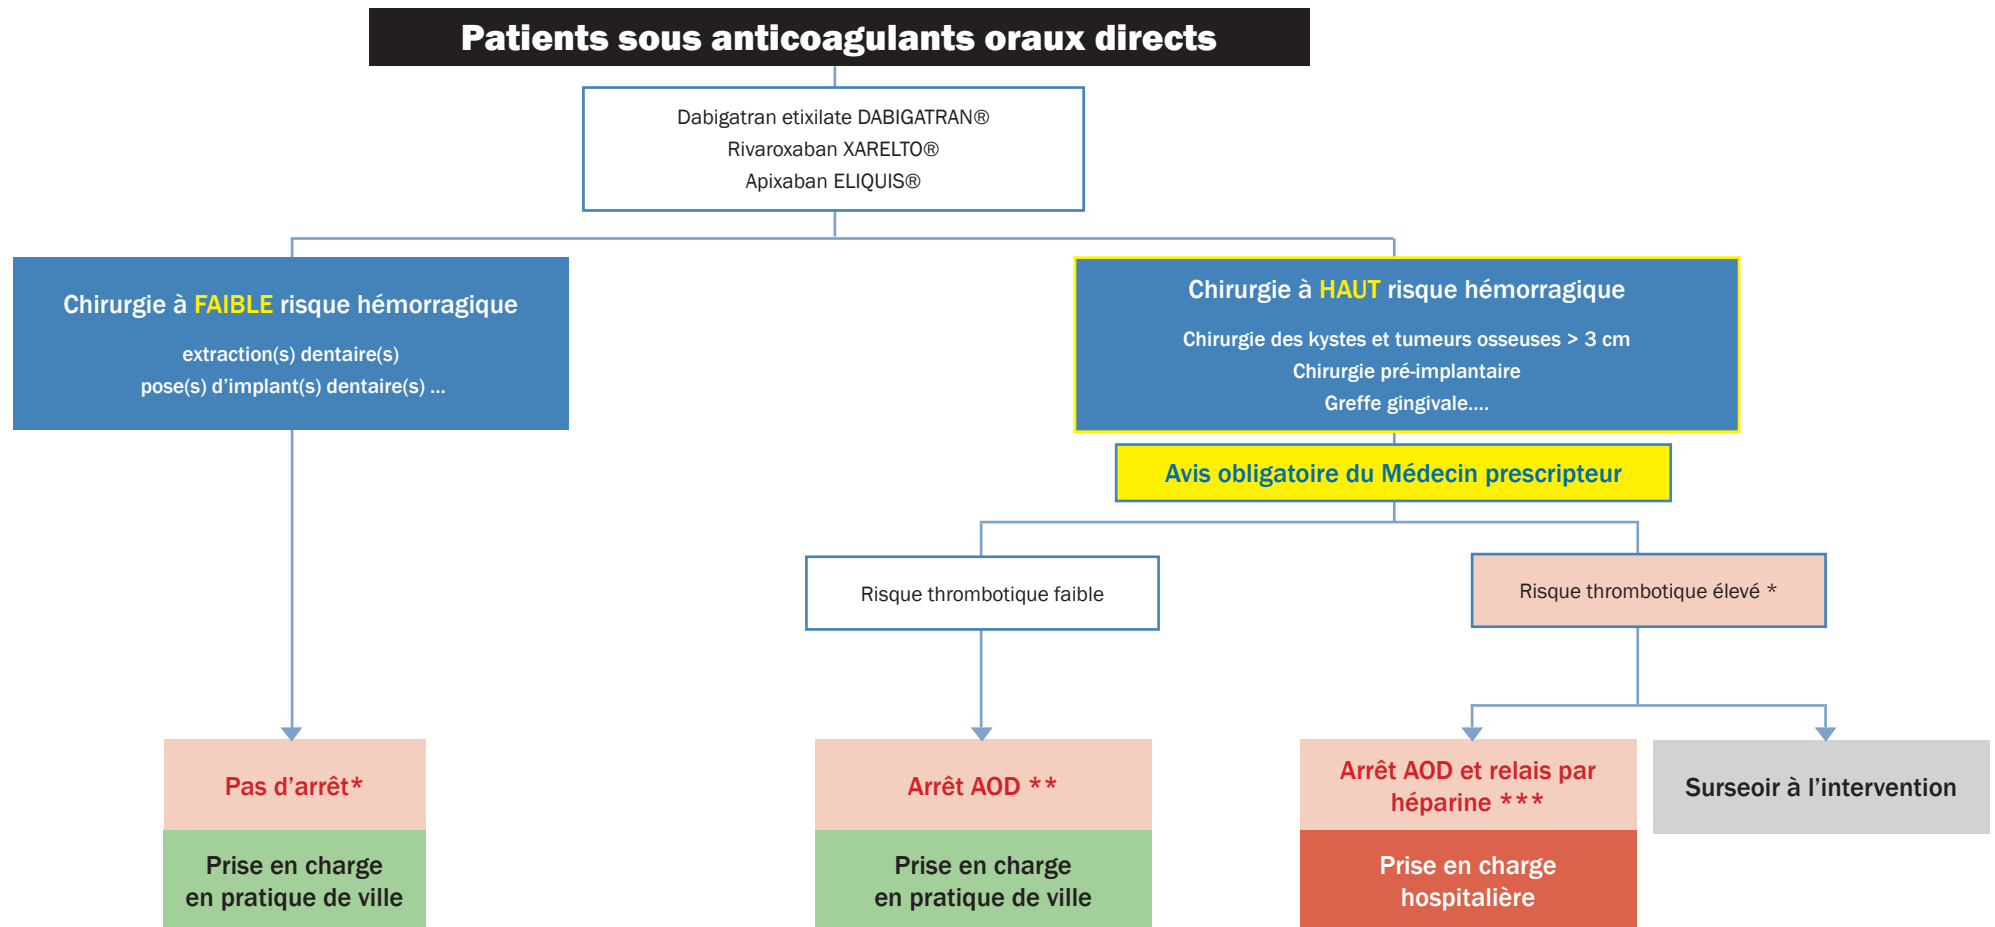 Patients sous anticoagulants oraux directs
Dabigatran etixilate DABIGATRAN®
Rivaroxaban XARELTO®
Apixaban ELIQUIS®
Chirurgie à FAIBLE risque hémorragique
extraction(s) dentaire(s)
pose(s) d’implant(s) dentaire(s) ...
Chirurgie à HAUT risque hémorragique
Chirurgie des kystes et tumeurs osseuses > 3 cm
Chirurgie pré-implantaire
Greffe gingivale....
Avis obligatoire du Médecin prescripteur
Risque thrombotique faible
Risque thrombotique élevé *
Pas d’arrêt*
Prise en charge
en pratique de ville
Arrêt AOD **
Prise en charge
en pratique de ville
Arrêt AOD et relais par
héparine ***
Prise en charge
hospitalière
Surseoir à l’intervention